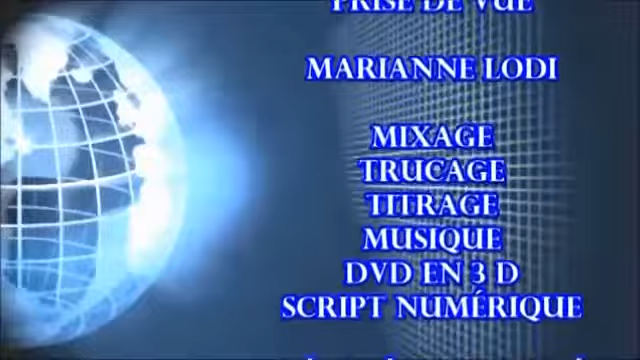 PRISE DE VUE
MARIANNE LODI
MIXAGE
TRUCAGE
TITRAGE
MUSIQUE
DVD EN 3 D
SCRIPT NUMÉRIQUE